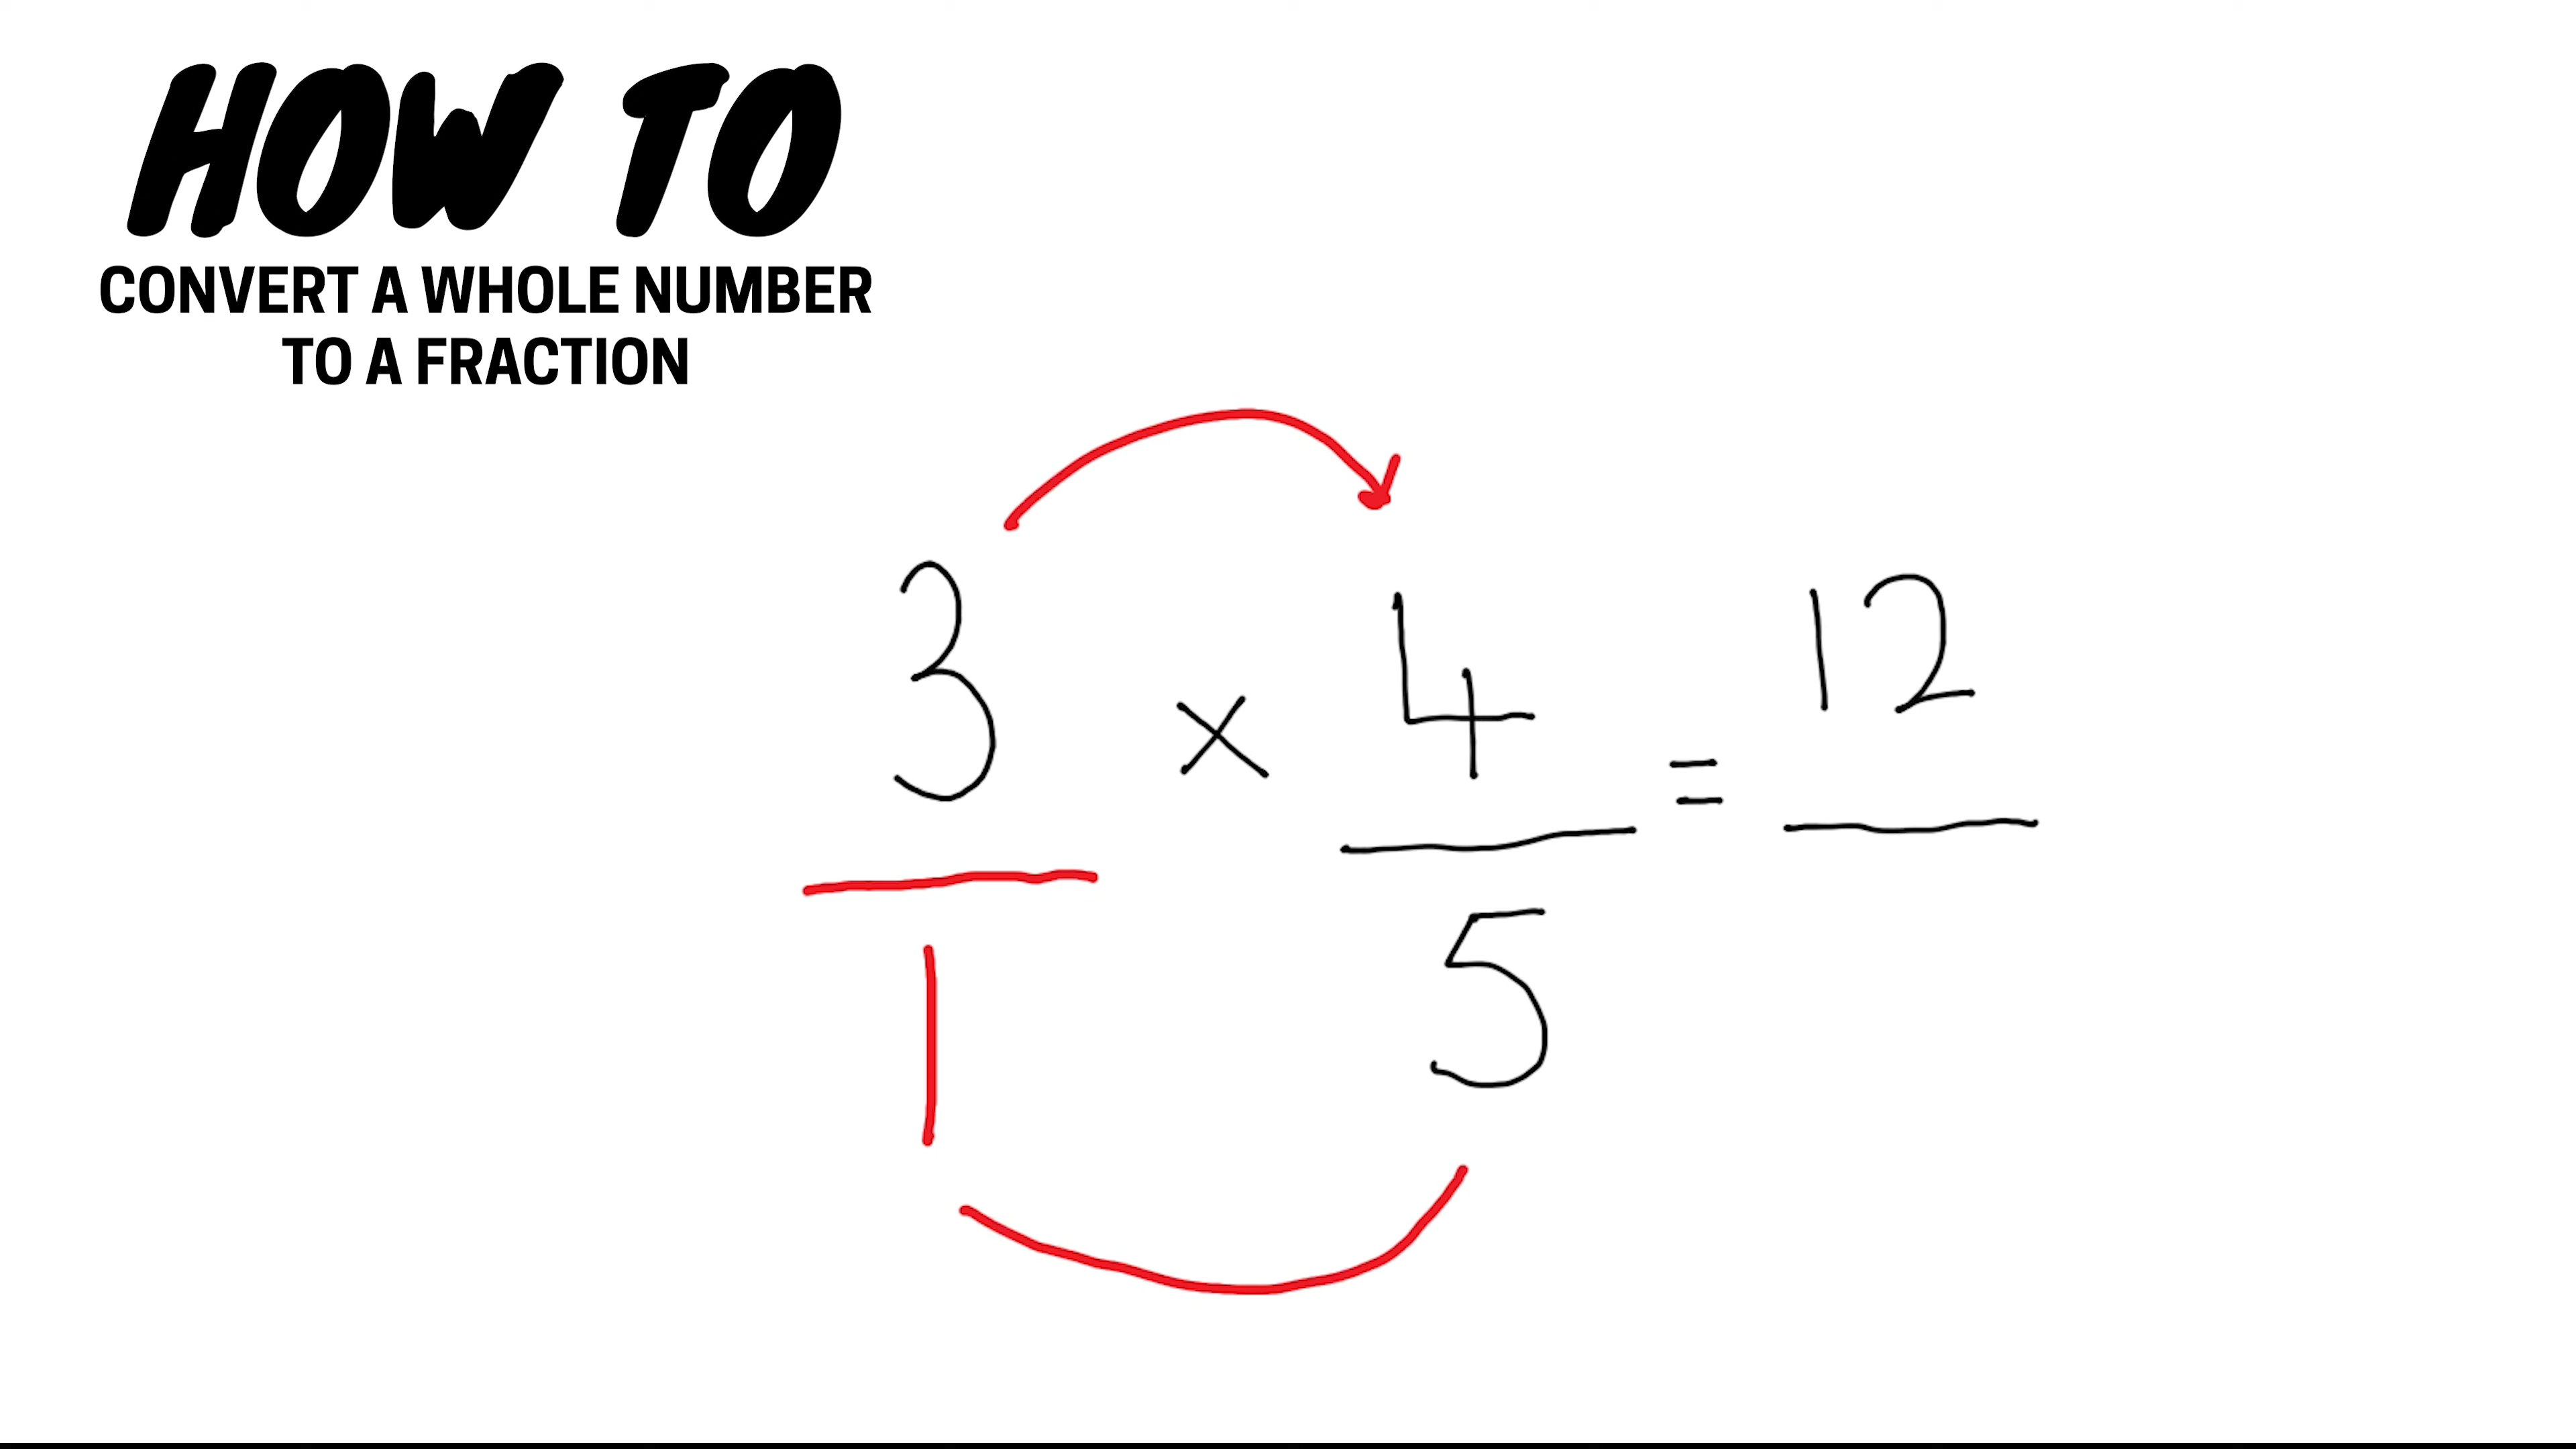 HOW TO
CONVERT A WHOLE NUMBER
TO A FRACTION
3 × 4 = 12
1 5